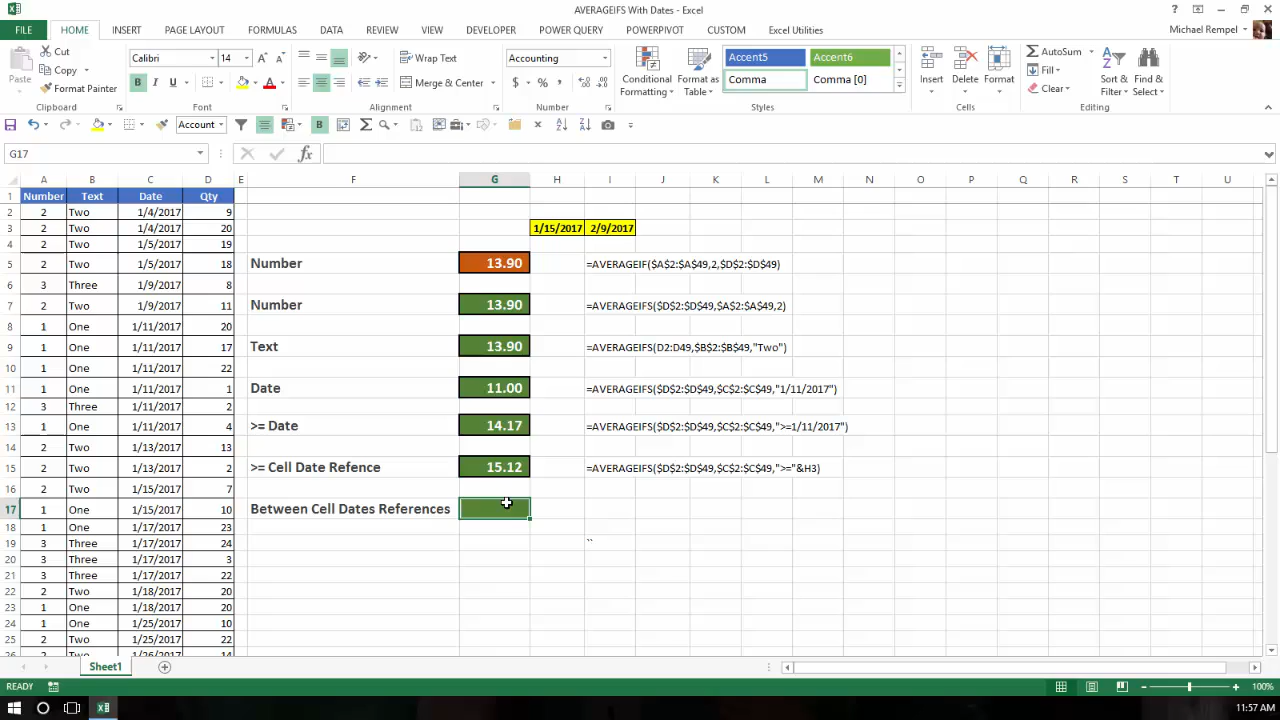 AVERAGEIFS With Dates - Excel
FILE HOME INSERT PAGE LAYOUT FORMULAS DATA REVIEW VIEW DEVELOPER POWER QUERY POWERPIVOT CUSTOM Excel Utilities Michael Rempel
Paste Cut Copy Format Painter Clipboard
Calibri 14 B I U Font
Wrap Text Merge & Center Alignment
Accounting $ % , Number
Conditional Formatting Format as Table Accent5 Accent6 Comma Comma [0] Styles
Insert Delete Format Cells
AutoSum Fill Clear Sort & Filter Find & Select Editing
Account B
G17 fx
A B C D E F G H I J K L M N O P Q R S T U
1 Number Text Date Qty
2 2 Two 1/4/2017 9
3 2 Two 1/4/2017 20 1/15/2017 2/9/2017
4 2 Two 1/5/2017 19
5 2 Two 1/5/2017 18 Number 13.90 =AVERAGEIF($A$2:$A$49,2,$D$2:$D$49)
6 3 Three 1/9/2017 8
7 2 Two 1/9/2017 11 Number 13.90 =AVERAGEIFS($D$2:$D$49,$A$2:$A$49,2)
8 1 One 1/11/2017 20
9 1 One 1/11/2017 17 Text 13.90 =AVERAGEIFS(D2:D49,$B$2:$B$49,"Two")
10 1 One 1/11/2017 22
11 1 One 1/11/2017 1 Date 11.00 =AVERAGEIFS($D$2:$D$49,$C$2:$C$49,"1/11/2017")
12 3 Three 1/11/2017 2
13 1 One 1/11/2017 4 >= Date 14.17 =AVERAGEIFS($D$2:$D$49,$C$2:$C$49,">=1/11/2017")
14 2 Two 1/13/2017 13
15 2 Two 1/13/2017 2 >= Cell Date Refence 15.12 =AVERAGEIFS($D$2:$D$49,$C$2:$C$49,">="&H3)
16 2 Two 1/15/2017 7
17 1 One 1/15/2017 10 Between Cell Dates References
18 1 One 1/17/2017 23
19 3 Three 1/17/2017 24 ``
20 3 Three 1/17/2017 3
21 3 Three 1/17/2017 22
22 2 Two 1/18/2017 20
23 1 One 1/18/2017 20
24 1 One 1/25/2017 10
25 2 Two 1/25/2017 22
26 2 Two 1/26/2017 14
Sheet1
READY 100%
11:57 AM